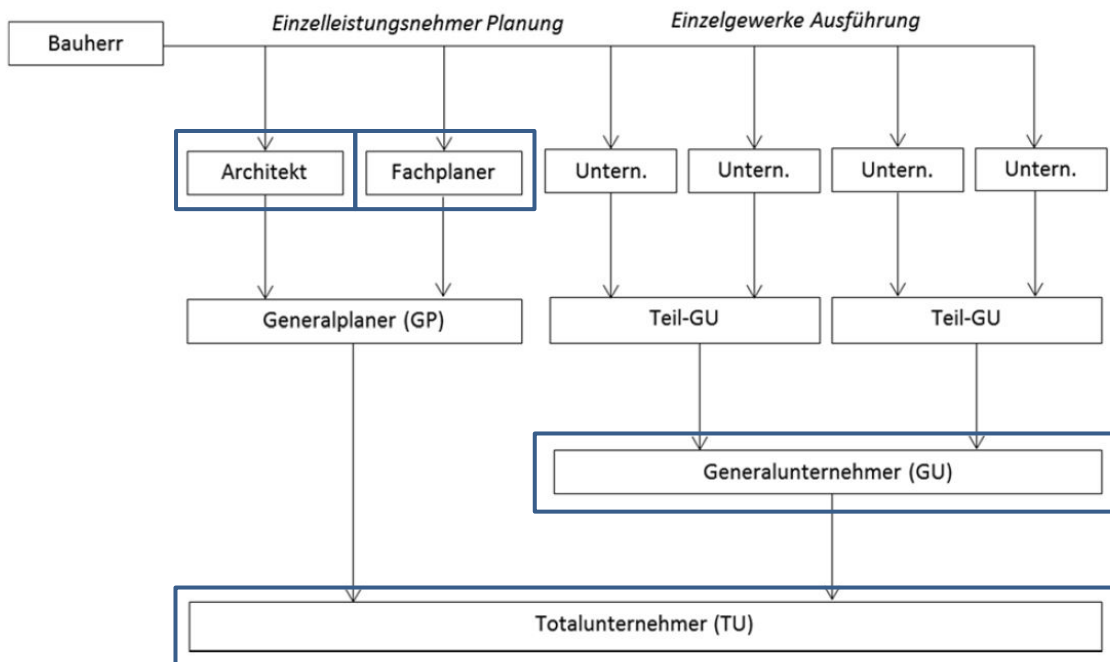 Einzelleistungsnehmer Planung
Einzelgewerke Ausführung
Bauherr
Architekt
Fachplaner
Untern.
Untern.
Untern.
Untern.
Generalplaner (GP)
Teil-GU
Teil-GU
Generalunternehmer (GU)
Totalunternehmer (TU)